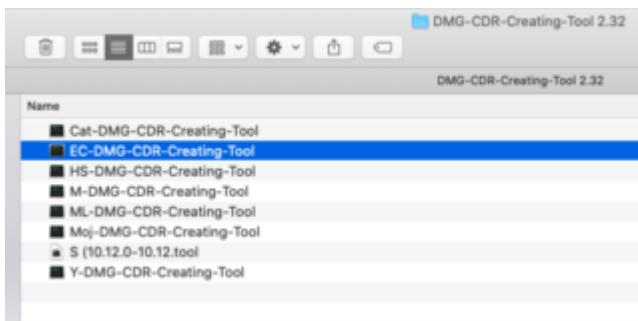 DMG-CDR-Creating-Tool 2.32
DMG-CDR-Creating-Tool 2.32
Name
Cat-DMG-CDR-Creating-Tool
EC-DMG-CDR-Creating-Tool
HS-DMG-CDR-Creating-Tool
M-DMG-CDR-Creating-Tool
ML-DMG-CDR-Creating-Tool
Moj-DMG-CDR-Creating-Tool
S (10.12.0-10.12.tool
Y-DMG-CDR-Creating-Tool